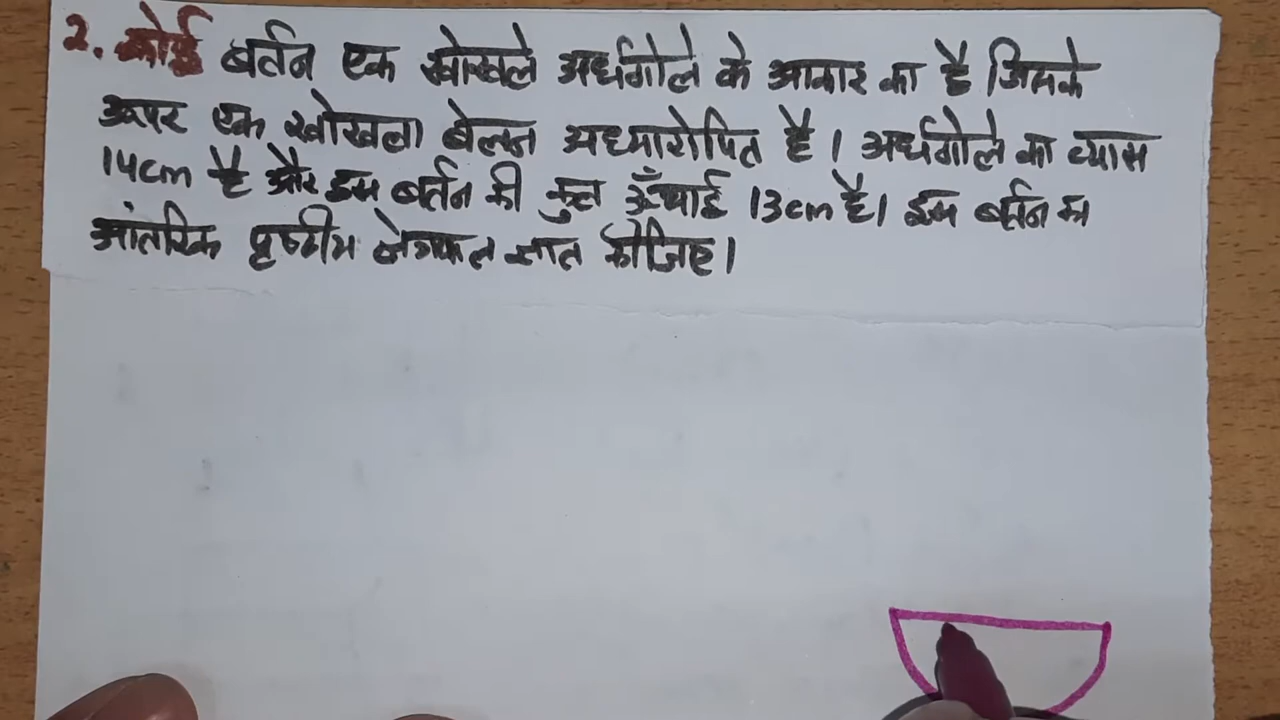 2. कोई बर्तन एक खोखले अर्धगोले के आकार का है जिसके
ऊपर एक खोखला बेलन अध्यारोपित है। अर्धगोले का व्यास
14cm है और इस बर्तन की कुल ऊँचाई 13cm है। इस बर्तन का
आंतरिक पृष्ठीय क्षेत्रफल ज्ञात कीजिए।